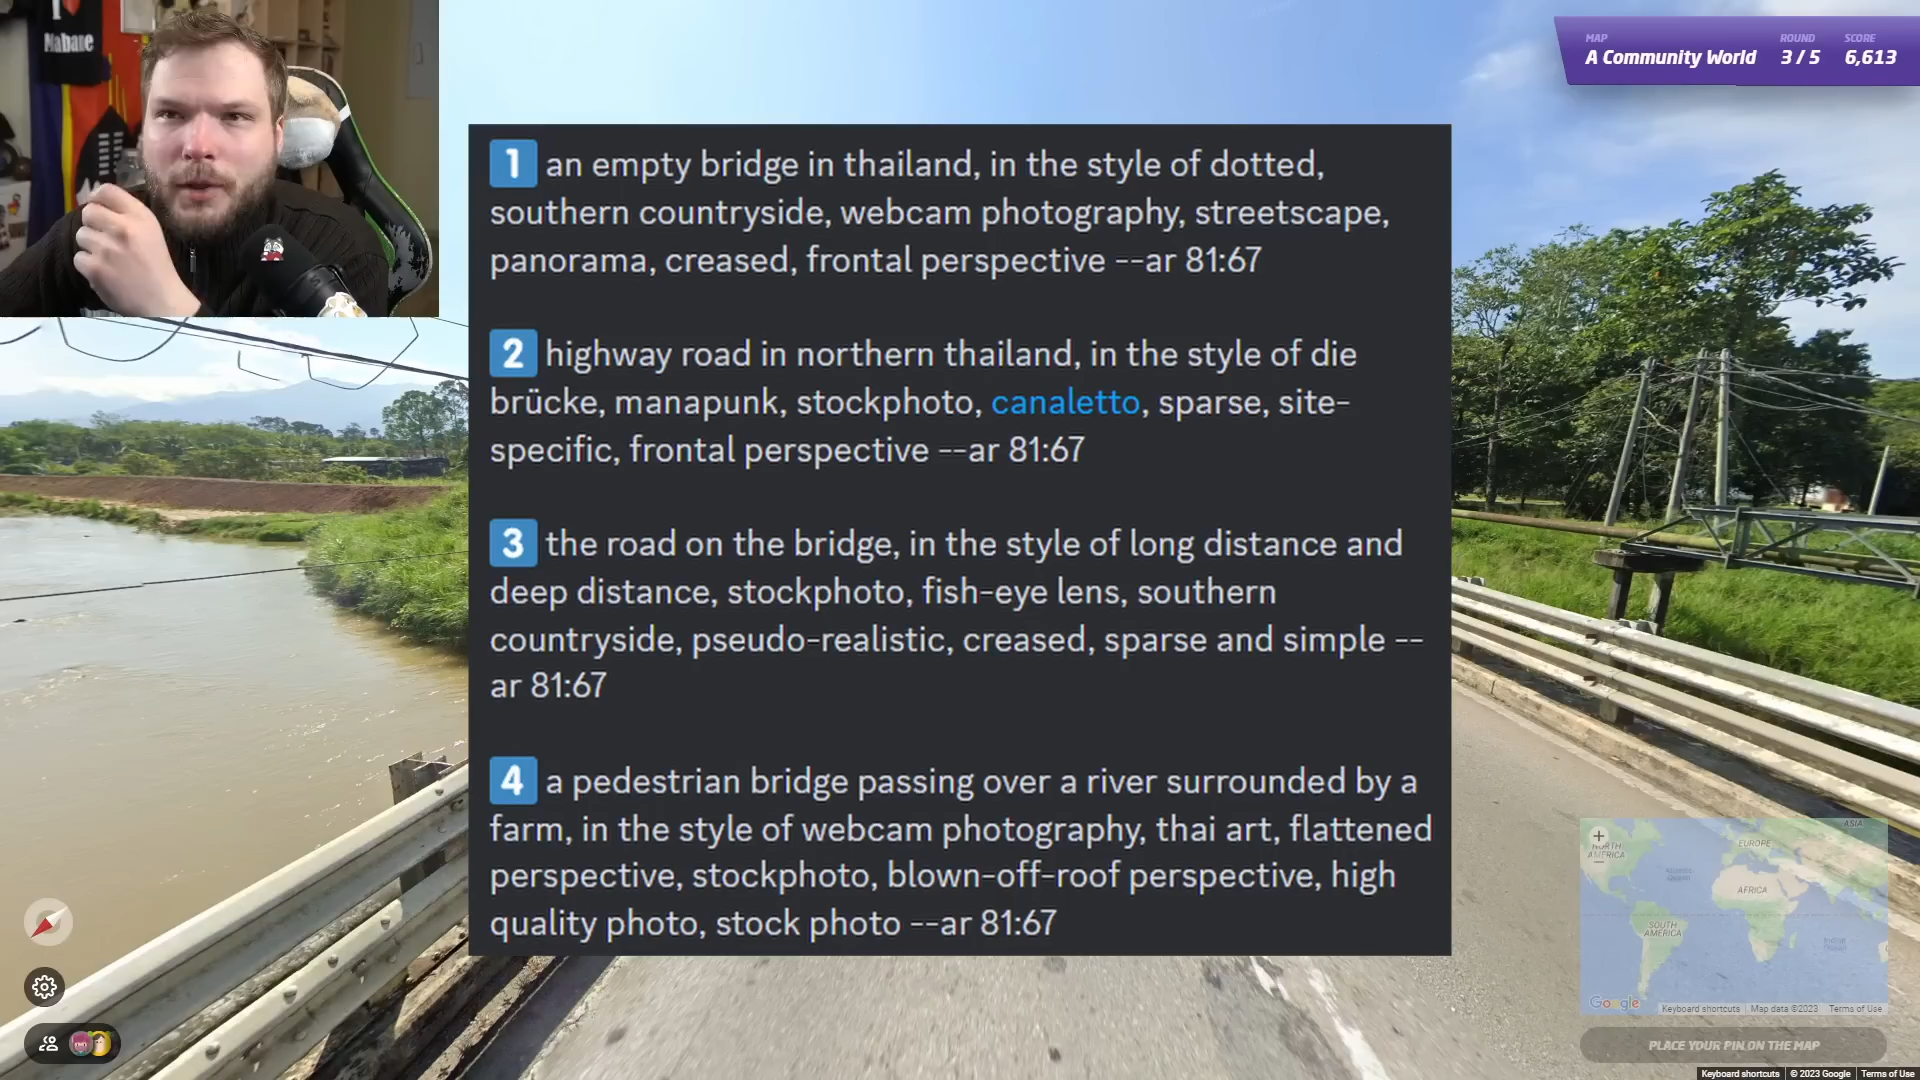 I
Mabane
MAP
A Community World
ROUND
3 / 5
SCORE
6,613
1 an empty bridge in thailand, in the style of dotted,
southern countryside, webcam photography, streetscape,
panorama, creased, frontal perspective --ar 81:67
2 highway road in northern thailand, in the style of die
brücke, manapunk, stockphoto, canaletto, sparse, site-
specific, frontal perspective --ar 81:67
3 the road on the bridge, in the style of long distance and
deep distance, stockphoto, fish-eye lens, southern
countryside, pseudo-realistic, creased, sparse and simple --
ar 81:67
4 a pedestrian bridge passing over a river surrounded by a
farm, in the style of webcam photography, thai art, flattened
perspective, stockphoto, blown-off-roof perspective, high
quality photo, stock photo --ar 81:67
ASIA
NORTH
AMERICA
EUROPE
Atlantic
Ocean
AFRICA
SOUTH
AMERICA
Indian
Ocean
Google
Keyboard shortcuts
Map data ©2023
Terms of Use
PLACE YOUR PIN ON THE MAP
Keyboard shortcuts
© 2023 Google
Terms of Use